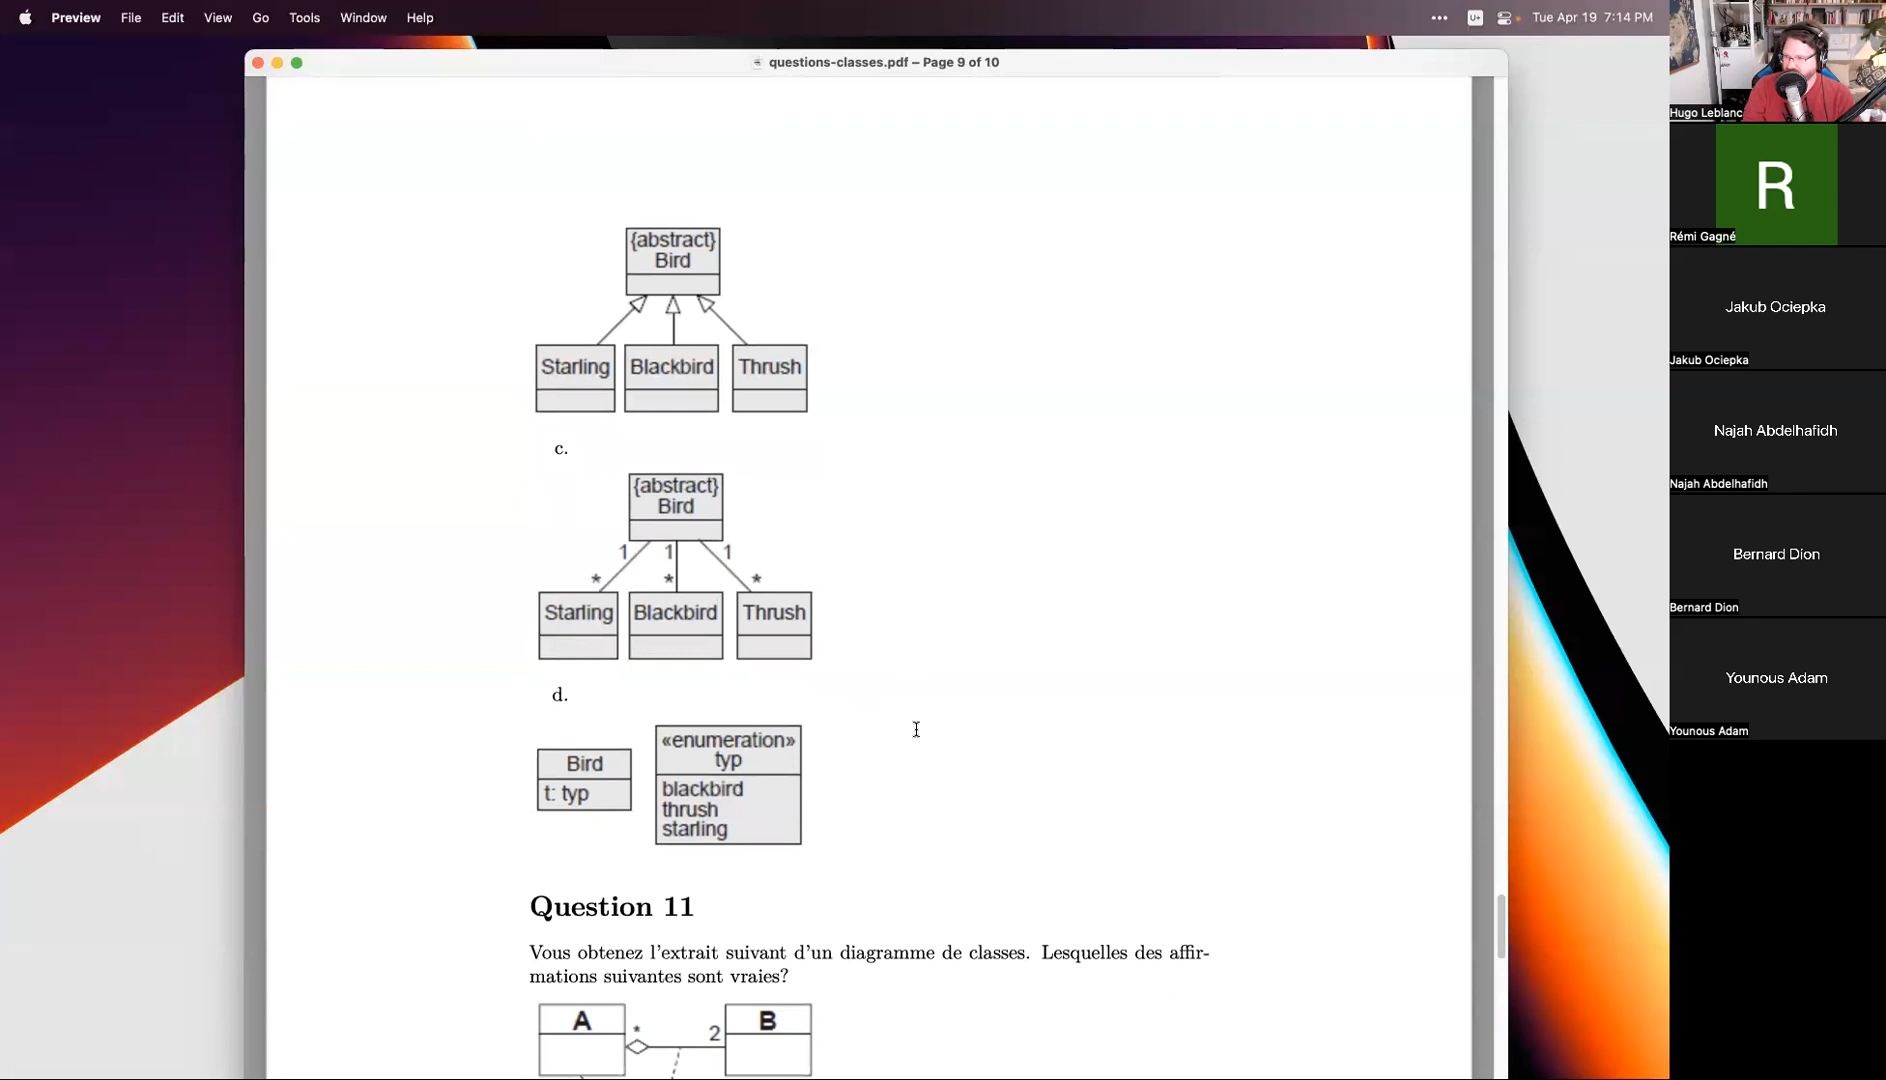 Preview File Edit View Go Tools Window Help
Tue Apr 19 7:14 PM
questions-classes.pdf – Page 9 of 10
{abstract}
Bird
Starling Blackbird Thrush
c.
{abstract}
Bird
1 1 1
* * *
Starling Blackbird Thrush
d.
Bird
t: typ
«enumeration»
typ
blackbird
thrush
starling
Question 11
Vous obtenez l'extrait suivant d'un diagramme de classes. Lesquelles des affir-
mations suivantes sont vraies?
A * 2 B
Hugo Leblanc
R
Rémi Gagné
Jakub Ociepka
Jakub Ociepka
Najah Abdelhafidh
Najah Abdelhafidh
Bernard Dion
Bernard Dion
Younous Adam
Younous Adam